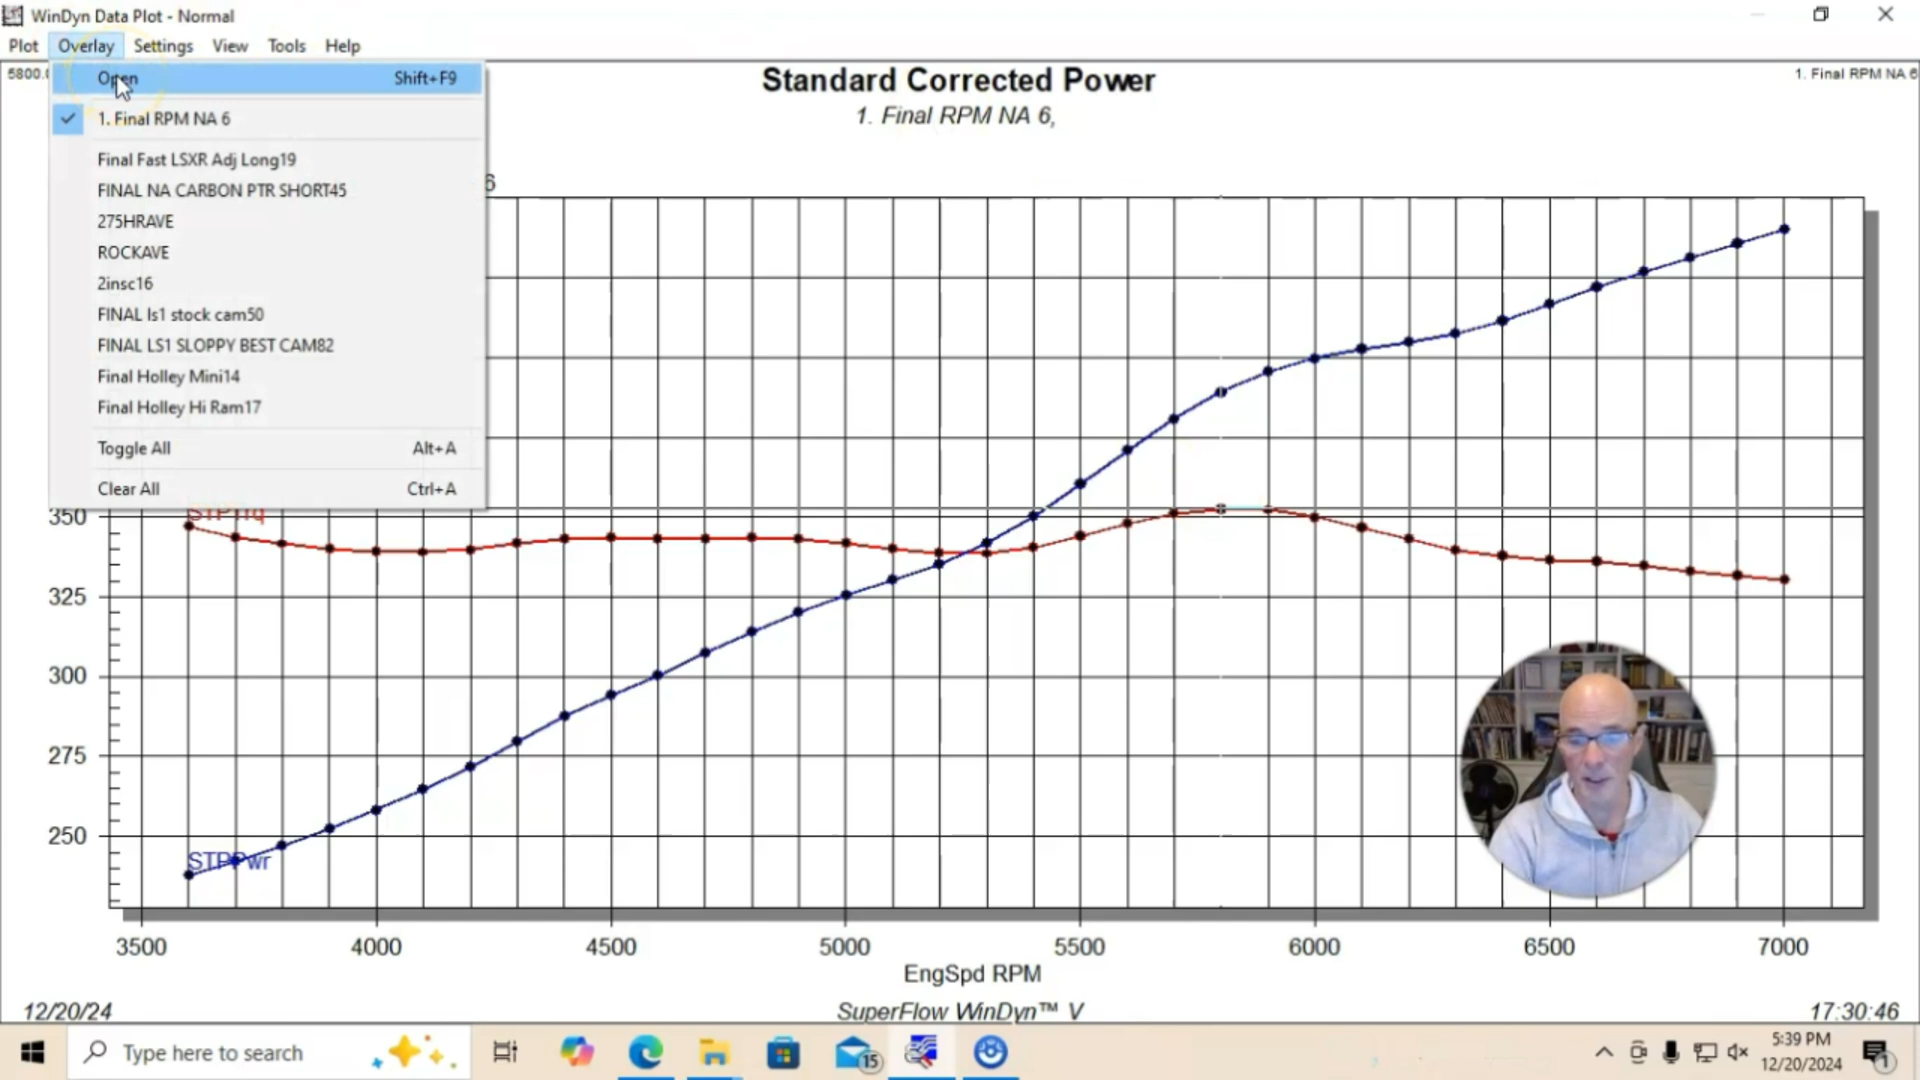 WinDyn Data Plot - Normal
Plot Overlay Settings View Tools Help
5800.0
Open Shift+F9
1. Final RPM NA 6
Final Fast LSXR Adj Long19
FINAL NA CARBON PTR SHORT45
275HRAVE
ROCKAVE
2insc16
FINAL ls1 stock cam50
FINAL LS1 SLOPPY BEST CAM82
Final Holley Mini14
Final Holley Hi Ram17
Toggle All Alt+A
Clear All Ctrl+A
Standard Corrected Power
1. Final RPM NA 6,
1. Final RPM NA 6
6
350
STPTrq
325
300
275
250
STPPwr
3500 4000 4500 5000 5500 6000 6500 7000
EngSpd RPM
12/20/24 SuperFlow WinDyn™ V 17:30:46
Type here to search
15
5:39 PM
12/20/2024
1